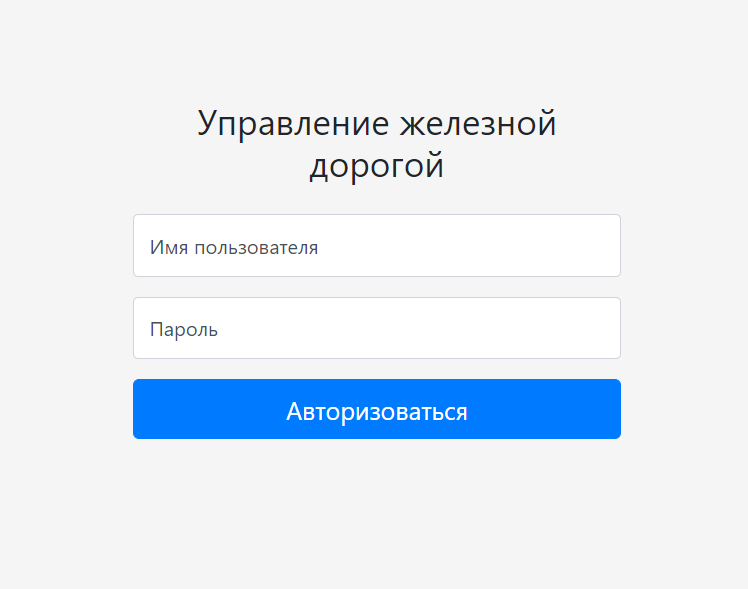 Управление железной
дорогой
Имя пользователя
Пароль
Авторизоваться